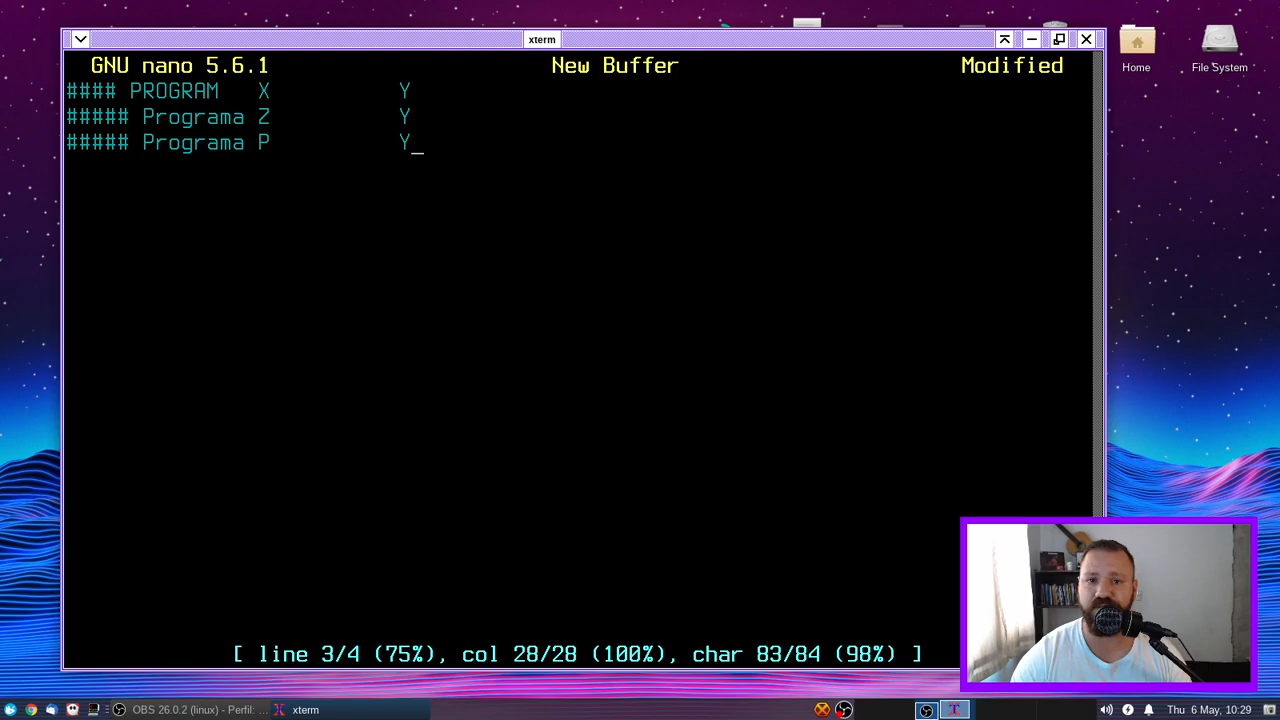 xterm
GNU nano 5.6.1 New Buffer Modified
#### PROGRAM X Y
##### Programa Z Y
##### Programa P Y_
[ line 3/4 (75%), col 28/28 (100%), char 83/84 (98%) ]
Home
File System
OBS 26.0.2 (linux) - Perfil: ...
xterm
Thu 6 May, 10:29